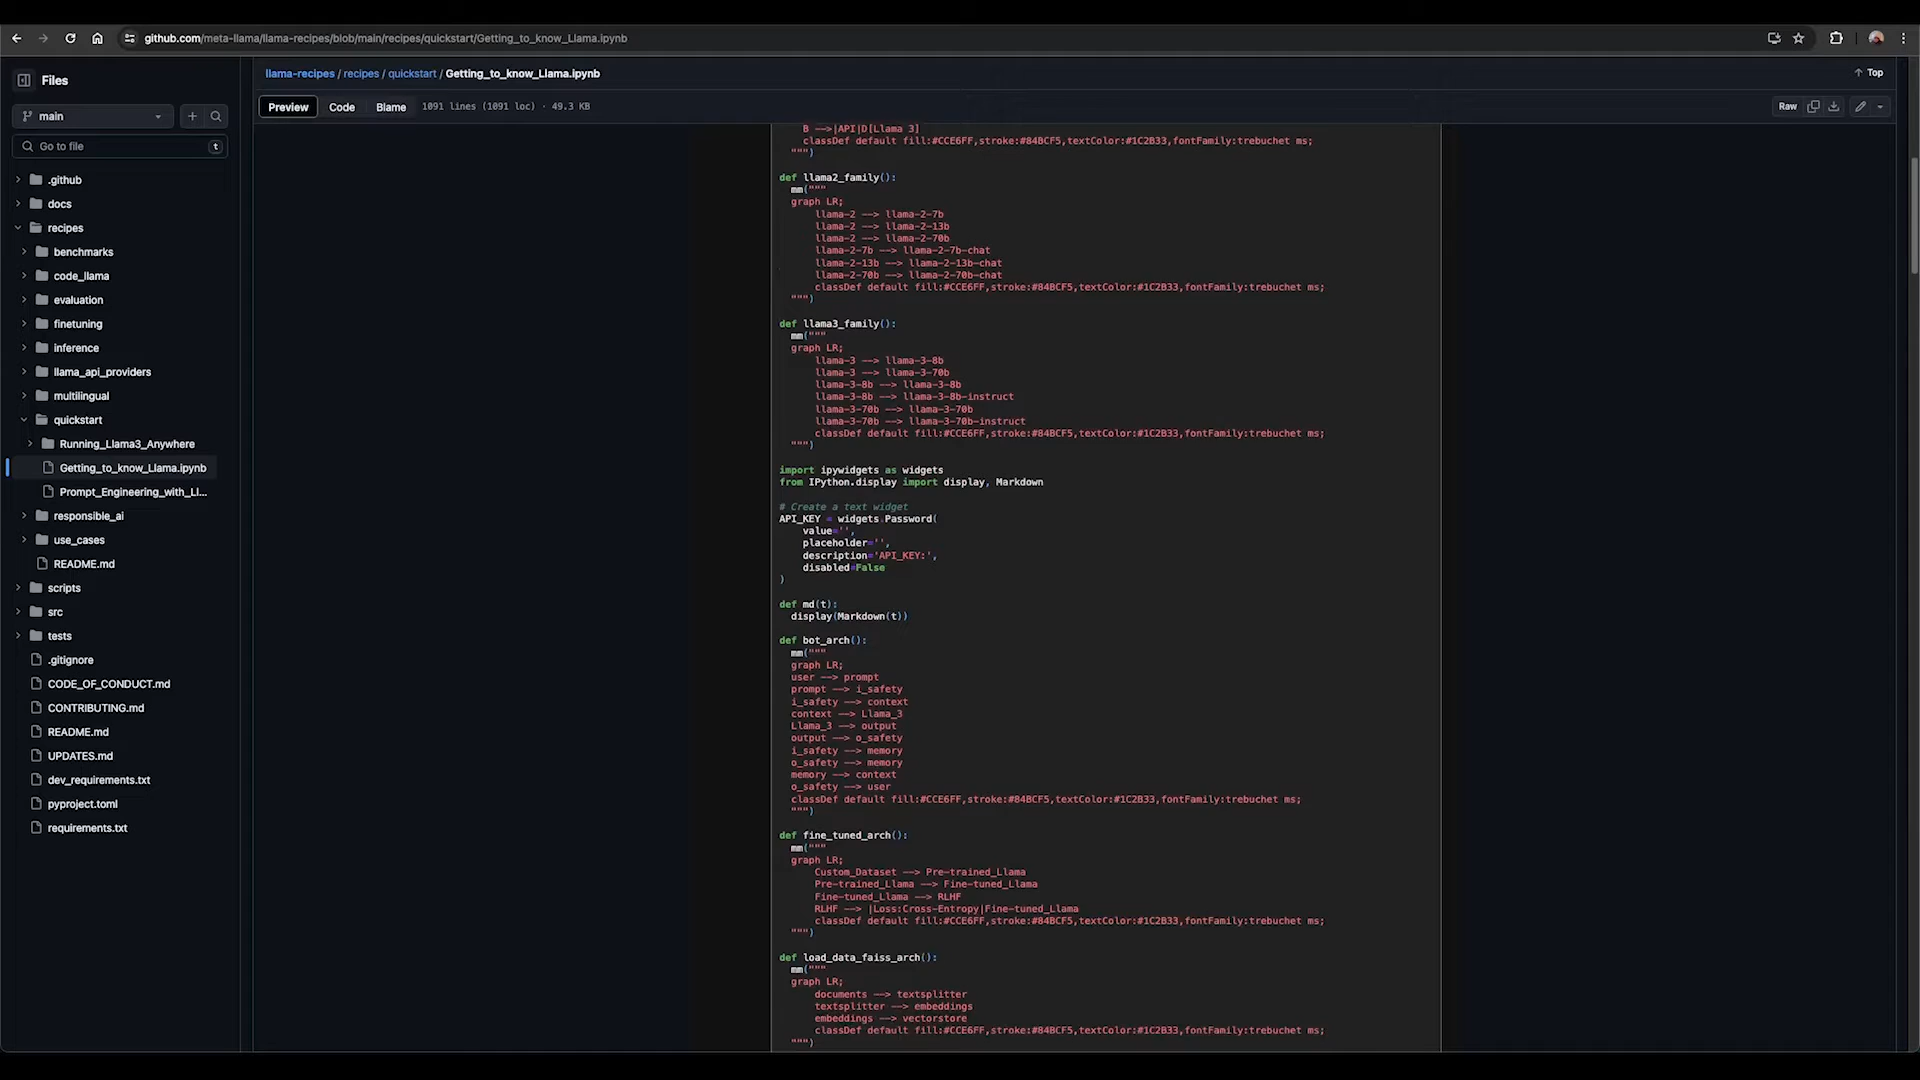 github.com/meta-llama/llama-recipes/blob/main/recipes/quickstart/Getting_to_know_Llama.ipynb
Files
main
Go to file
t
.github
docs
recipes
benchmarks
code_llama
evaluation
finetuning
inference
llama_api_providers
multilingual
quickstart
Running_Llama3_Anywhere
Getting_to_know_Llama.ipynb
Prompt_Engineering_with_Ll...
responsible_ai
use_cases
README.md
scripts
src
tests
.gitignore
CODE_OF_CONDUCT.md
CONTRIBUTING.md
README.md
UPDATES.md
dev_requirements.txt
pyproject.toml
requirements.txt
llama-recipes / recipes / quickstart / Getting_to_know_Llama.ipynb
Top
Preview Code Blame 1091 lines (1091 loc) · 49.3 KB
Raw
B -->|API|D[Llama 3]
classDef default fill:#CCE6FF,stroke:#84BCF5,textColor:#1C2B33,fontFamily:trebuchet ms;
""")
def llama2_family():
mm("""
graph LR;
llama-2 --> llama-2-7b
llama-2 --> llama-2-13b
llama-2 --> llama-2-70b
llama-2-7b --> llama-2-7b-chat
llama-2-13b --> llama-2-13b-chat
llama-2-70b --> llama-2-70b-chat
classDef default fill:#CCE6FF,stroke:#84BCF5,textColor:#1C2B33,fontFamily:trebuchet ms;
""")
def llama3_family():
mm("""
graph LR;
llama-3 --> llama-3-8b
llama-3 --> llama-3-70b
llama-3-8b --> llama-3-8b
llama-3-8b --> llama-3-8b-instruct
llama-3-70b --> llama-3-70b
llama-3-70b --> llama-3-70b-instruct
classDef default fill:#CCE6FF,stroke:#84BCF5,textColor:#1C2B33,fontFamily:trebuchet ms;
""")
import ipywidgets as widgets
from IPython.display import display, Markdown
# Create a text widget
API_KEY = widgets.Password(
value='',
placeholder='',
description='API_KEY:',
disabled=False
)
def md(t):
display(Markdown(t))
def bot_arch():
mm("""
graph LR;
user --> prompt
prompt --> i_safety
i_safety --> context
context --> Llama_3
Llama_3 --> output
output --> o_safety
i_safety --> memory
o_safety --> memory
memory --> context
o_safety --> user
classDef default fill:#CCE6FF,stroke:#84BCF5,textColor:#1C2B33,fontFamily:trebuchet ms;
""")
def fine_tuned_arch():
mm("""
graph LR;
Custom_Dataset --> Pre-trained_Llama
Pre-trained_Llama --> Fine-tuned_Llama
Fine-tuned_Llama --> RLHF
RLHF --> |Loss:Cross-Entropy|Fine-tuned_Llama
classDef default fill:#CCE6FF,stroke:#84BCF5,textColor:#1C2B33,fontFamily:trebuchet ms;
""")
def load_data_faiss_arch():
mm("""
graph LR;
documents --> textsplitter
textsplitter --> embeddings
embeddings --> vectorstore
classDef default fill:#CCE6FF,stroke:#84BCF5,textColor:#1C2B33,fontFamily:trebuchet ms;
""")